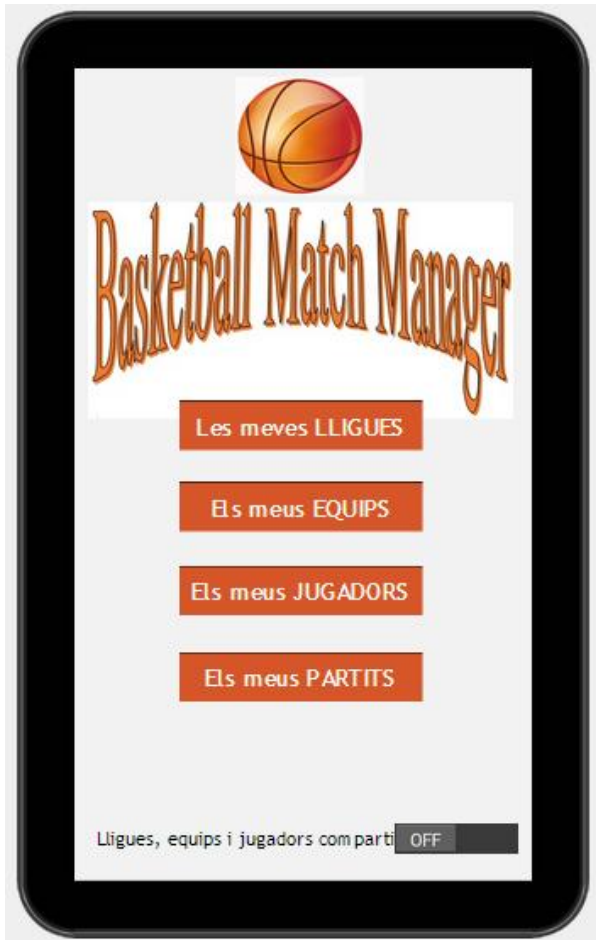 Basketball Match Manager
Les meves LLIGUES
Els meus EQUIPS
Els meus JUGADORS
Els meus PARTITS
Lligues, equips i jugadors comparti OFF